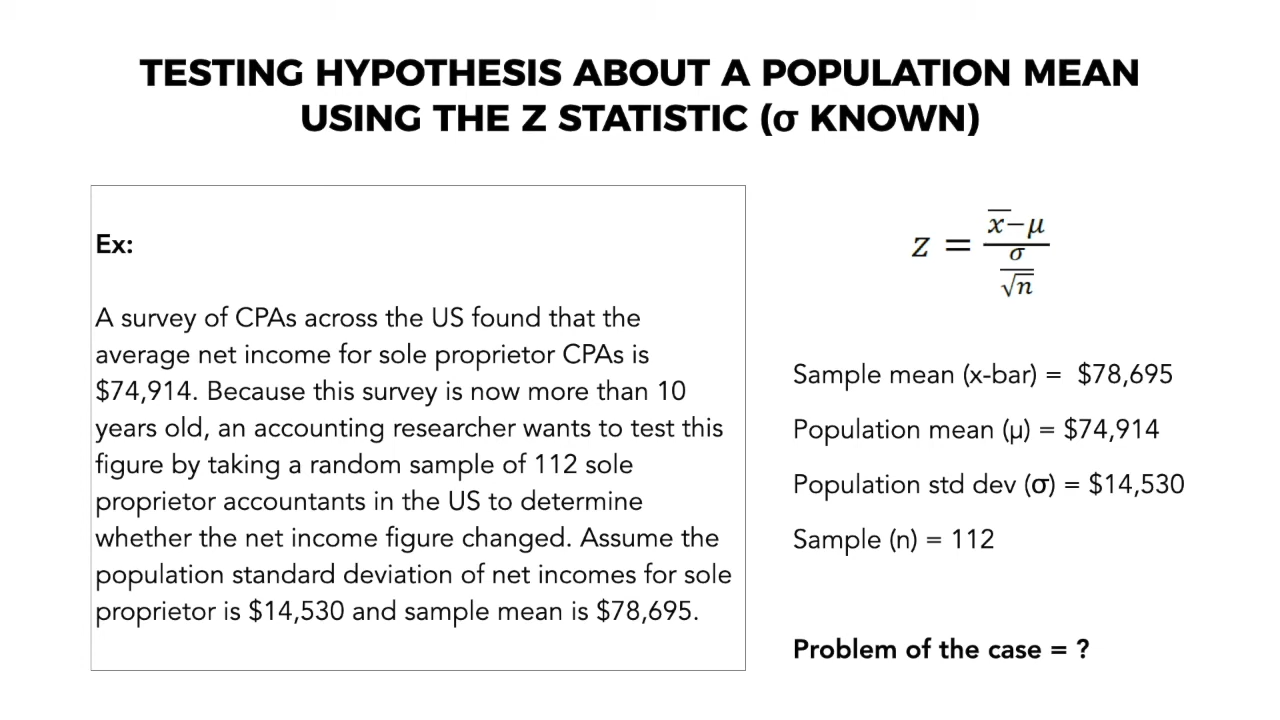 TESTING HYPOTHESIS ABOUT A POPULATION MEAN
USING THE Z STATISTIC (σ KNOWN)
Ex:
A survey of CPAs across the US found that the
average net income for sole proprietor CPAs is
$74,914. Because this survey is now more than 10
years old, an accounting researcher wants to test this
figure by taking a random sample of 112 sole
proprietor accountants in the US to determine
whether the net income figure changed. Assume the
population standard deviation of net incomes for sole
proprietor is $14,530 and sample mean is $78,695.
z = (x̅−μ)/(σ/√n)
Sample mean (x-bar) = $78,695
Population mean (μ) = $74,914
Population std dev (σ) = $14,530
Sample (n) = 112
Problem of the case = ?